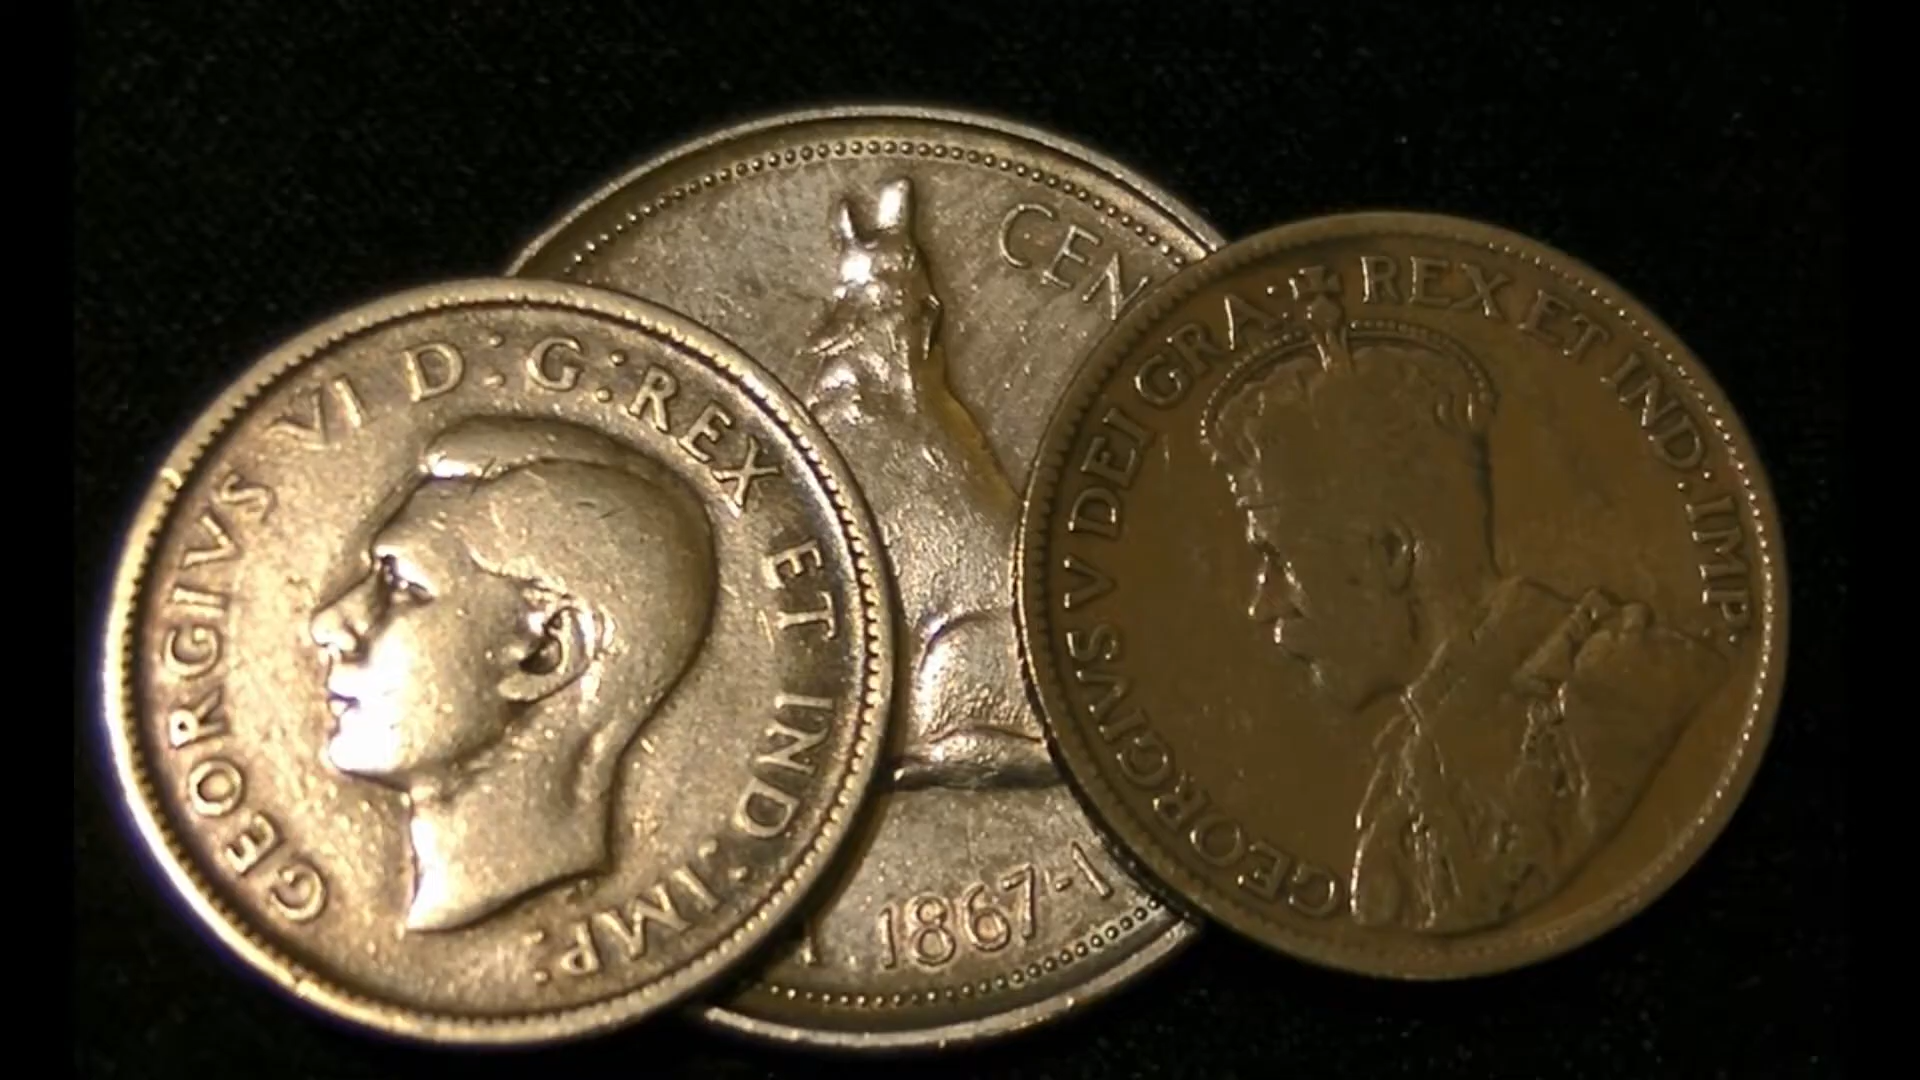 GEORGIVS VI D:G:REX ET IND:IMP:
CEN
1867-1
GEORGIVS V DEI GRA: REX ET IND: IMP: